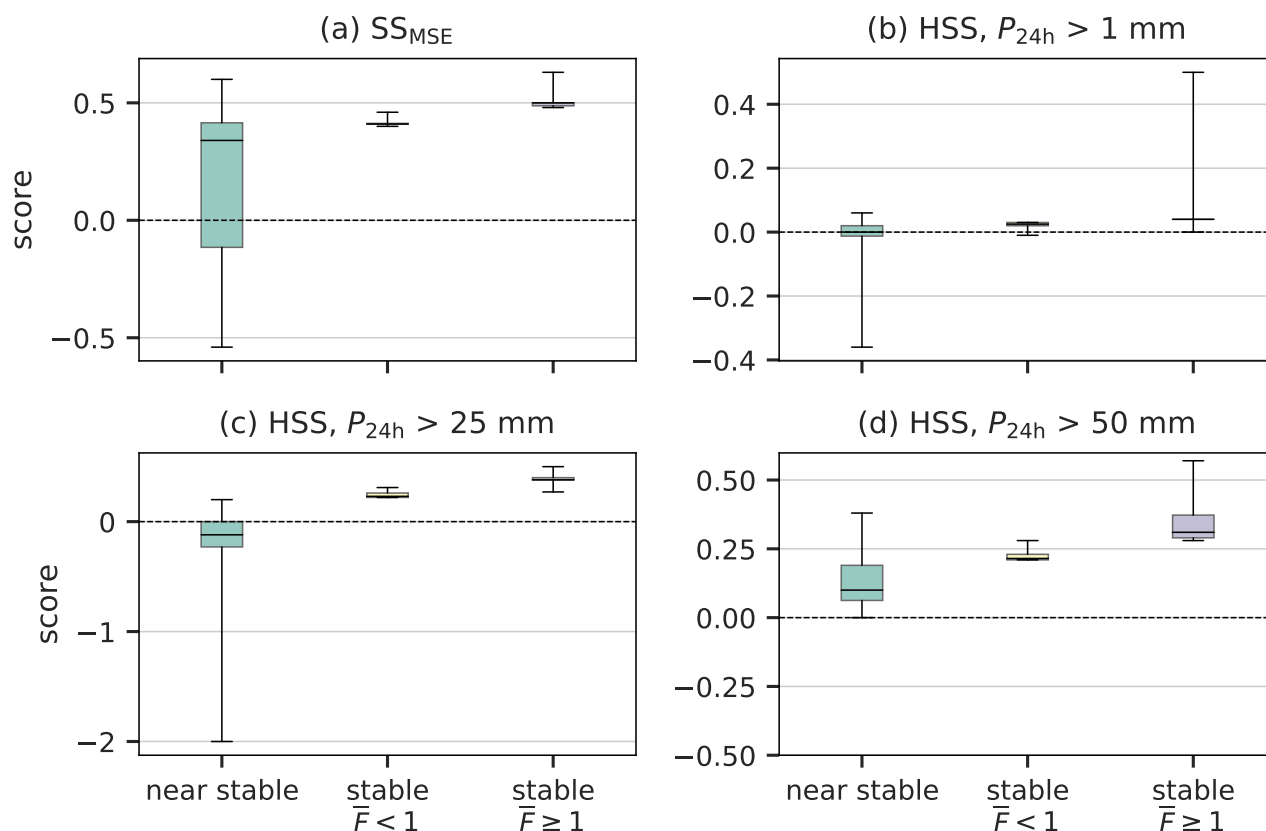 (a) SS_MSE
(b) HSS, P_24h > 1 mm
score
0.5
0.0
−0.5
0.4
0.2
0.0
−0.2
−0.4
(c) HSS, P_24h > 25 mm
(d) HSS, P_24h > 50 mm
score
0
−1
−2
0.50
0.25
0.00
−0.25
−0.50
near stable
stable
F̅ < 1
stable
F̅ ≥ 1
near stable
stable
F̅ < 1
stable
F̅ ≥ 1